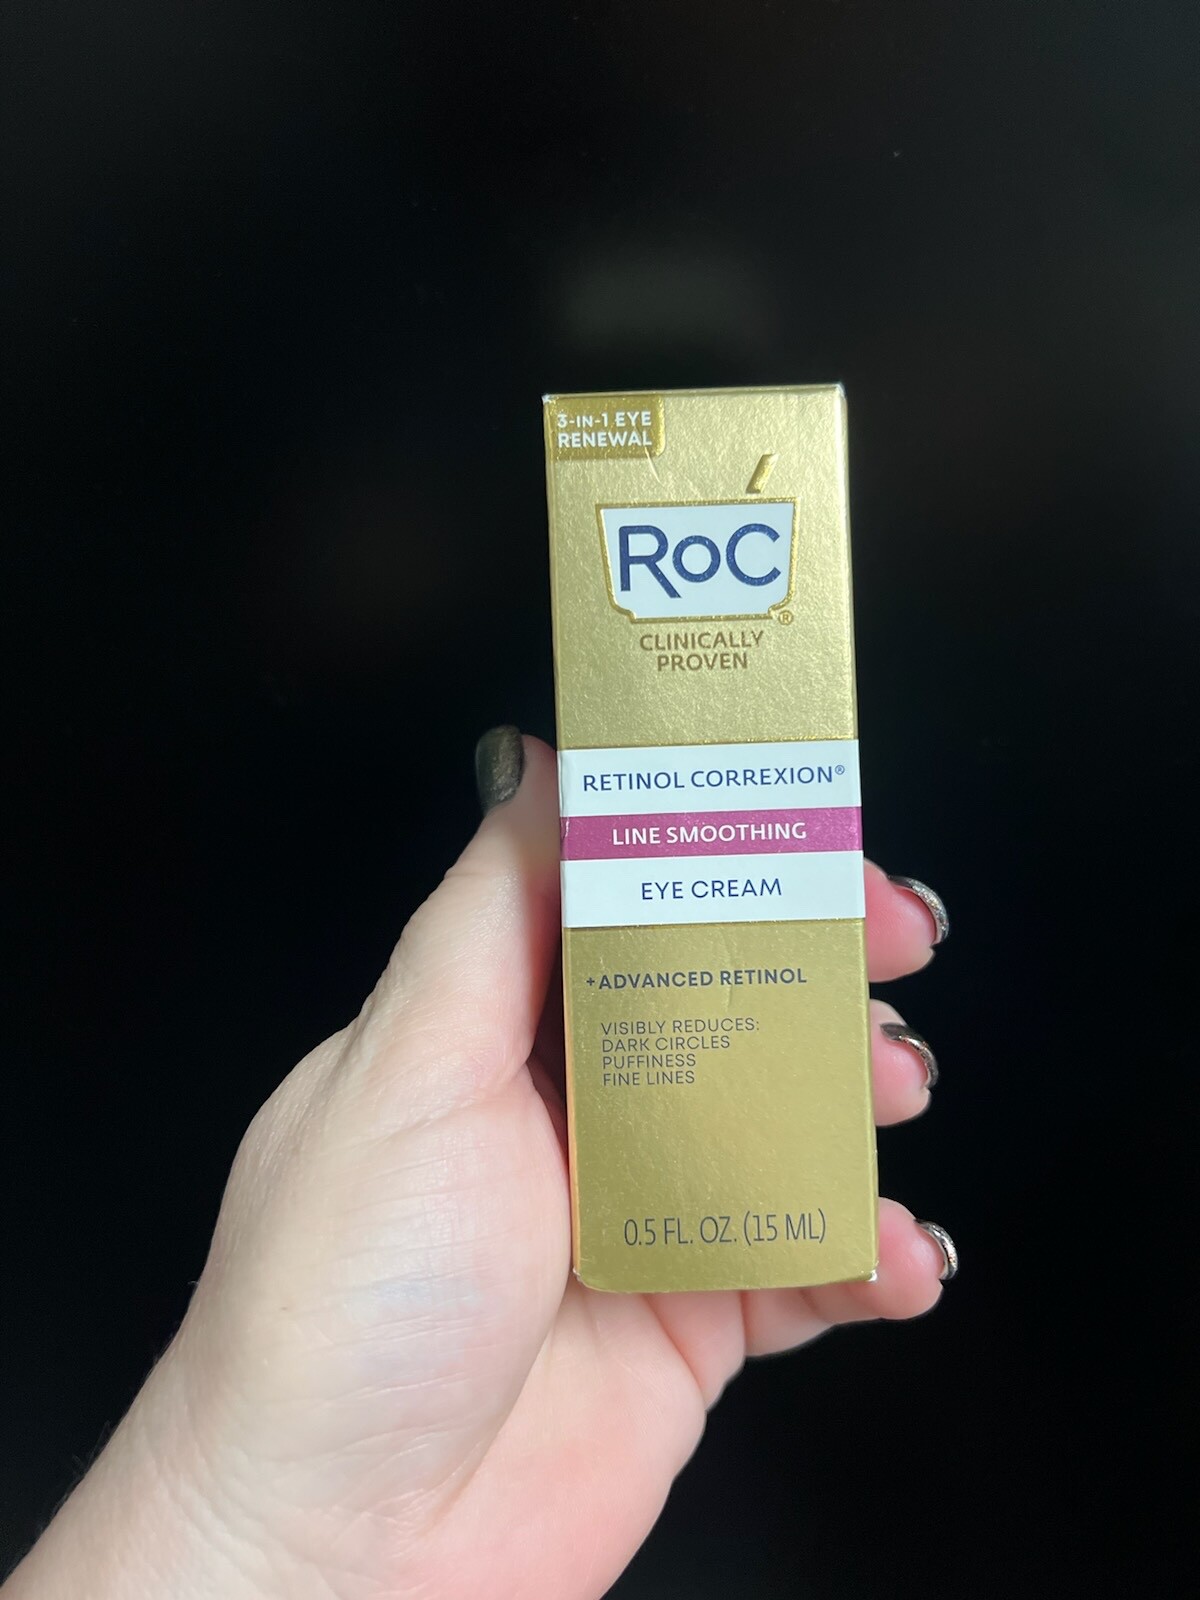 3-IN-1 EYE
RENEWAL
RoC
®
CLINICALLY
PROVEN
RETINOL CORREXION®
LINE SMOOTHING
EYE CREAM
+ADVANCED RETINOL
VISIBLY REDUCES:
DARK CIRCLES
PUFFINESS
FINE LINES
0.5 FL. OZ. (15 ML)